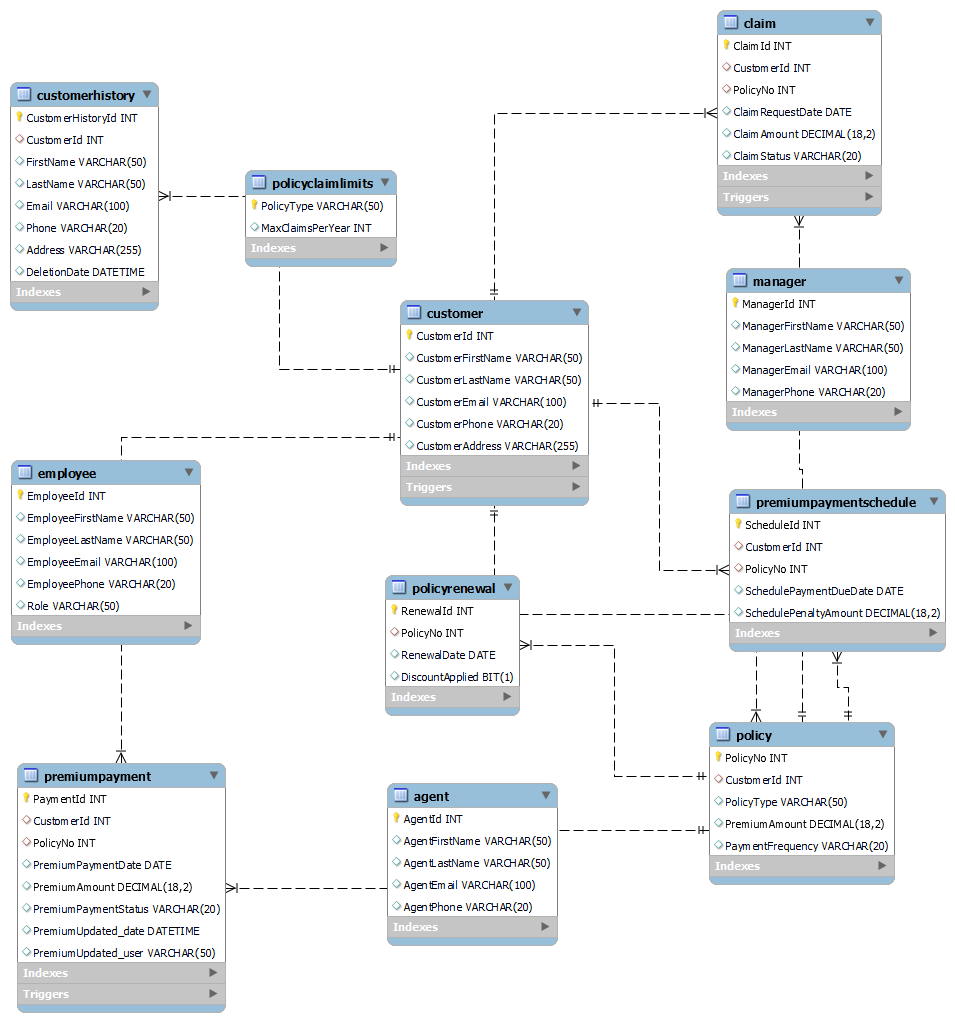 claim
ClaimId INT
CustomerId INT
PolicyNo INT
ClaimRequestDate DATE
ClaimAmount DECIMAL(18,2)
ClaimStatus VARCHAR(20)
Indexes
Triggers
customerhistory
CustomerHistoryId INT
CustomerId INT
FirstName VARCHAR(50)
LastName VARCHAR(50)
Email VARCHAR(100)
Phone VARCHAR(20)
Address VARCHAR(255)
DeletionDate DATETIME
Indexes
policyclaimlimits
PolicyType VARCHAR(50)
MaxClaimsPerYear INT
Indexes
manager
ManagerId INT
ManagerFirstName VARCHAR(50)
ManagerLastName VARCHAR(50)
ManagerEmail VARCHAR(100)
ManagerPhone VARCHAR(20)
Indexes
customer
CustomerId INT
CustomerFirstName VARCHAR(50)
CustomerLastName VARCHAR(50)
CustomerEmail VARCHAR(100)
CustomerPhone VARCHAR(20)
CustomerAddress VARCHAR(255)
Indexes
Triggers
employee
EmployeeId INT
EmployeeFirstName VARCHAR(50)
EmployeeLastName VARCHAR(50)
EmployeeEmail VARCHAR(100)
EmployeePhone VARCHAR(20)
Role VARCHAR(50)
Indexes
premiumpaymentschedule
ScheduleId INT
CustomerId INT
PolicyNo INT
SchedulePaymentDueDate DATE
SchedulePenaltyAmount DECIMAL(18,2)
Indexes
policyrenewal
RenewalId INT
PolicyNo INT
RenewalDate DATE
DiscountApplied BIT(1)
Indexes
policy
PolicyNo INT
CustomerId INT
PolicyType VARCHAR(50)
PremiumAmount DECIMAL(18,2)
PaymentFrequency VARCHAR(20)
Indexes
premiumpayment
PaymentId INT
CustomerId INT
PolicyNo INT
PremiumPaymentDate DATE
PremiumAmount DECIMAL(18,2)
PremiumPaymentStatus VARCHAR(20)
PremiumUpdated_date DATETIME
PremiumUpdated_user VARCHAR(50)
Indexes
Triggers
agent
AgentId INT
AgentFirstName VARCHAR(50)
AgentLastName VARCHAR(50)
AgentEmail VARCHAR(100)
AgentPhone VARCHAR(20)
Indexes